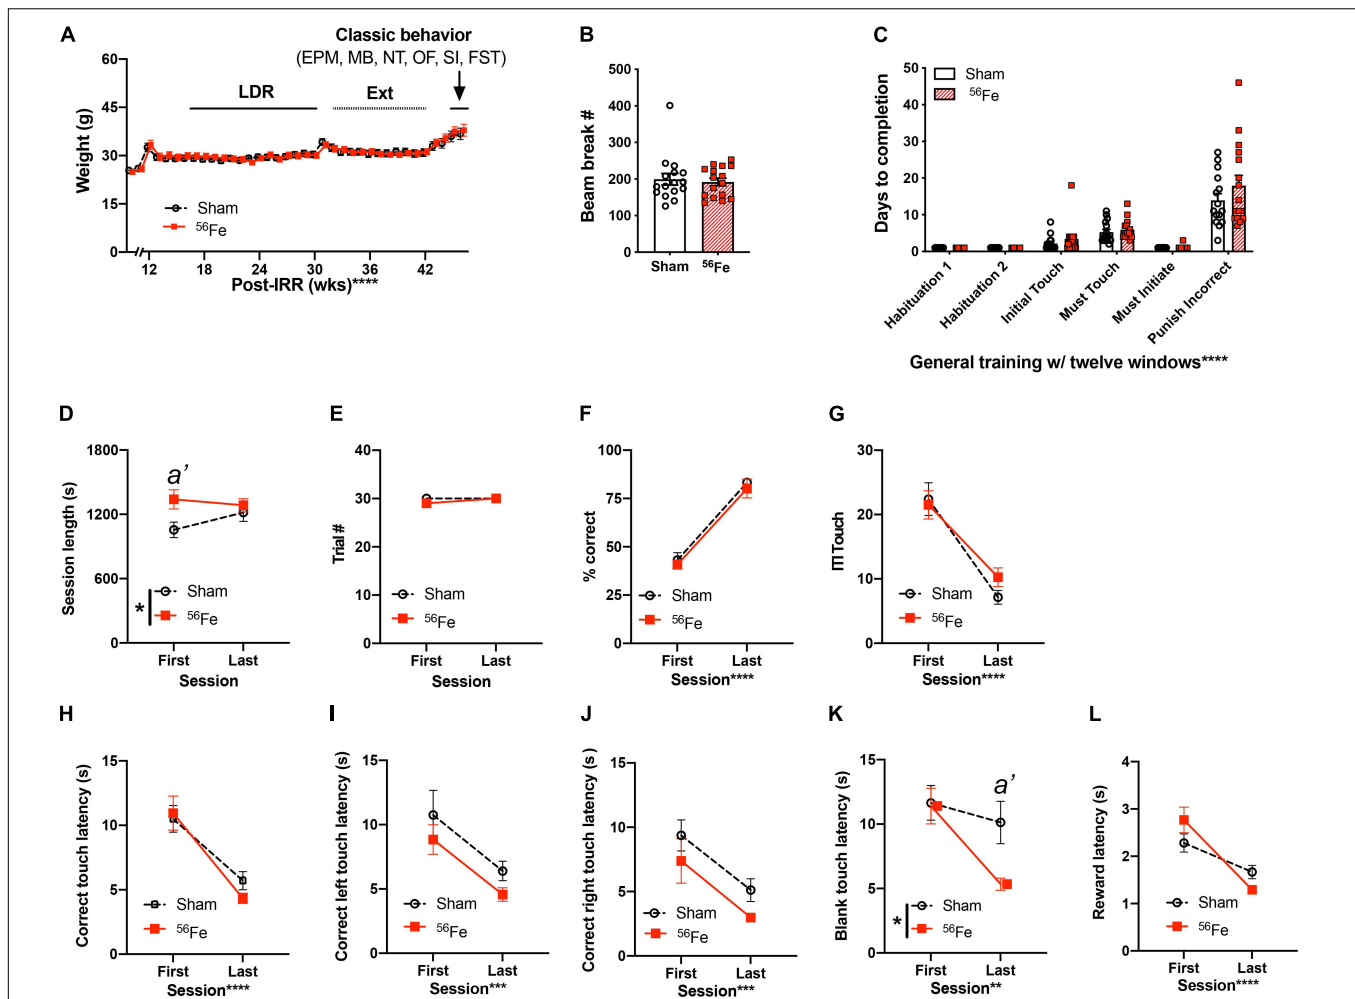 A
Classic behavior
(EPM, MB, NT, OF, SI, FST)
LDR
Ext
Weight (g)
60
45
30
15
0
Sham
56Fe
12
18
24
30
36
42
Post-IRR (wks)****
B
Beam break #
500
400
300
200
100
0
Sham
56Fe
C
Days to completion
50
40
30
20
10
0
Sham
56Fe
Habituation 1
Habituation 2
Initial Touch
Must Touch
Must Initiate
Punish Incorrect
General training w/ twelve windows****
D
Session length (s)
1800
1200
600
0
a’
*
Sham
56Fe
First
Last
Session
E
Trial #
40
30
20
10
0
Sham
56Fe
First
Last
Session
F
% correct
100
75
50
25
0
Sham
56Fe
First
Last
Session****
G
ITI Touch
30
20
10
0
Sham
56Fe
First
Last
Session****
H
Correct touch latency (s)
15
10
5
0
Sham
56Fe
First
Last
Session****
I
Correct left touch latency (s)
15
10
5
0
Sham
56Fe
First
Last
Session***
J
Correct right touch latency (s)
15
10
5
0
Sham
56Fe
First
Last
Session***
K
Blank touch latency (s)
15
10
5
0
a’
*
Sham
56Fe
First
Last
Session**
L
Reward latency (s)
4
3
2
1
0
Sham
56Fe
First
Last
Session****